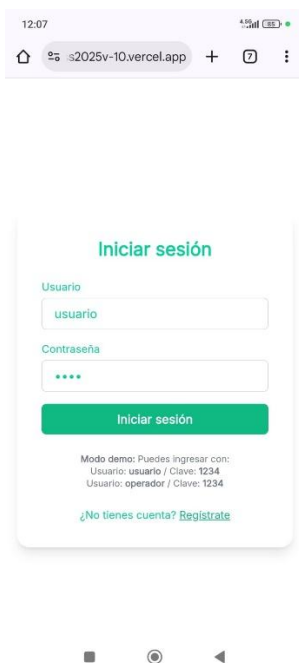 12:07
85
s2025v-10.vercel.app
7
Iniciar sesión
Usuario
usuario
Contraseña
••••
Iniciar sesión
Modo demo: Puedes ingresar con:
Usuario: usuario / Clave: 1234
Usuario: operador / Clave: 1234
¿No tienes cuenta? Regístrate